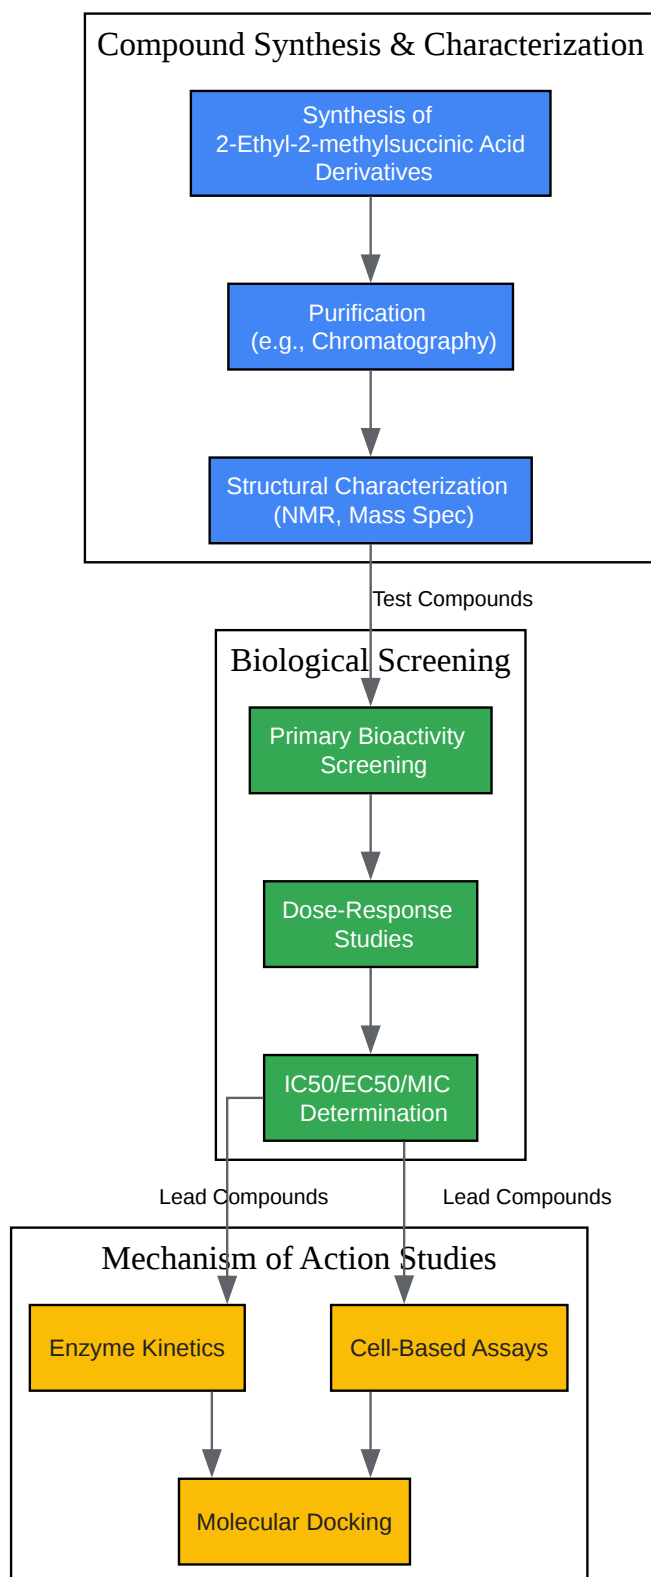 Compound Synthesis & Characterization
Synthesis of
2-Ethyl-2-methylsuccinic Acid
Derivatives
Purification
(e.g., Chromatography)
Structural Characterization
(NMR, Mass Spec)
Test Compounds
Biological Screening
Primary Bioactivity
Screening
Dose-Response
Studies
IC50/EC50/MIC
Determination
Lead Compounds
Lead Compounds
Mechanism of Action Studies
Enzyme Kinetics
Cell-Based Assays
Molecular Docking